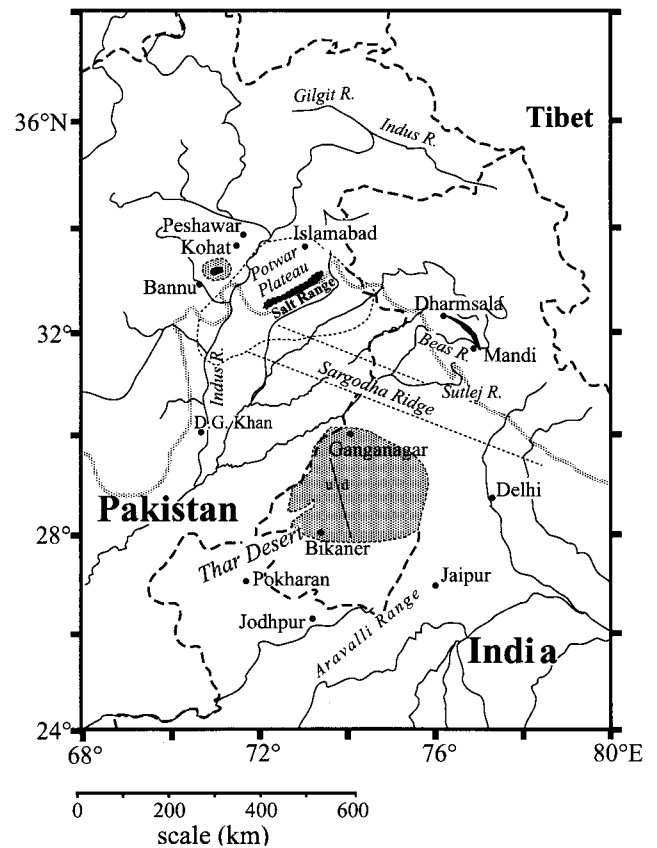 Gilgit R.
Indus R.
Tibet
36°N
Peshawar
Kohat
Islamabad
Potwar
Plateau
Bannu
Salt Range
Dharmsala
32°
Beas R.
Mandi
Indus R.
Sargodha Ridge
Sutlej R.
D.G. Khan
Ganganagar
u d
Delhi
Pakistan
28°
Thar Desert
Bikaner
Pokharan
Jaipur
Jodhpur
Aravalli Range
India
24°
68°
72°
76°
80°E
0 200 400 600
scale (km)